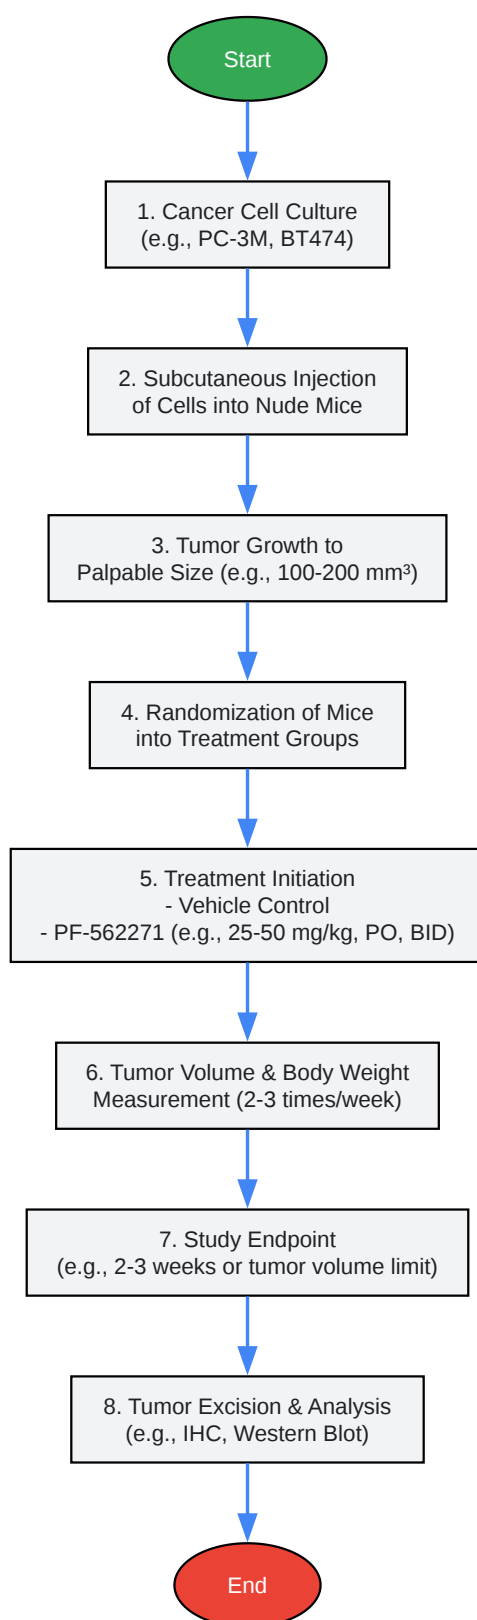 Start
1. Cancer Cell Culture
(e.g., PC-3M, BT474)
2. Subcutaneous Injection
of Cells into Nude Mice
3. Tumor Growth to
Palpable Size (e.g., 100-200 mm³)
4. Randomization of Mice
into Treatment Groups
5. Treatment Initiation
- Vehicle Control
- PF-562271 (e.g., 25-50 mg/kg, PO, BID)
6. Tumor Volume & Body Weight
Measurement (2-3 times/week)
7. Study Endpoint
(e.g., 2-3 weeks or tumor volume limit)
8. Tumor Excision & Analysis
(e.g., IHC, Western Blot)
End